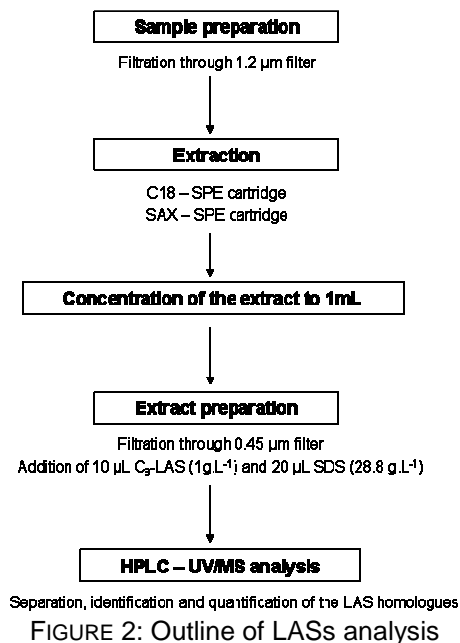 Sample preparation
Filtration through 1.2 µm filter
Extraction
C18 – SPE cartridge
SAX – SPE cartridge
Concentration of the extract to 1mL
Extract preparation
Filtration through 0.45 µm filter
Addition of 10 µL C₉-LAS (1g.L⁻¹) and 20 µL SDS (28.8 g.L⁻¹)
HPLC – UV/MS analysis
Separation, identification and quantification of the LAS homologues
FIGURE 2: Outline of LASs analysis